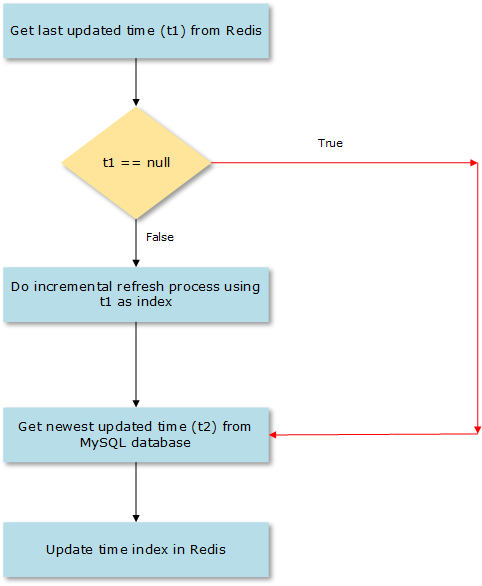 Get last updated time (t1) from Redis
t1 == null
True
False
Do incremental refresh process using
t1 as index
Get newest updated time (t2) from
MySQL database
Update time index in Redis